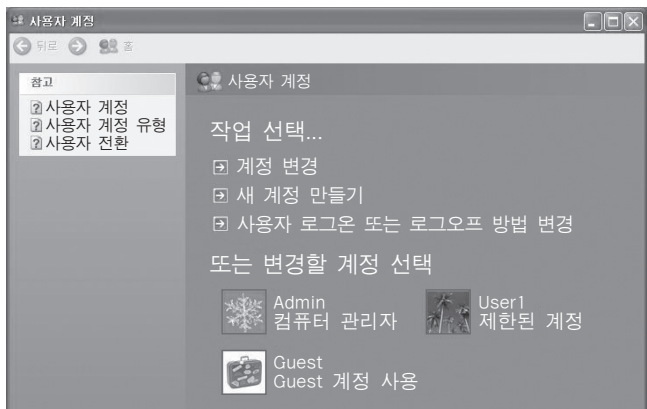 사용자 계정
뒤로 홈
참고
사용자 계정
사용자 계정 유형
사용자 전환
사용자 계정
작업 선택...
계정 변경
새 계정 만들기
사용자 로그온 또는 로그오프 방법 변경
또는 변경할 계정 선택
Admin
컴퓨터 관리자
User1
제한된 계정
Guest
Guest 계정 사용